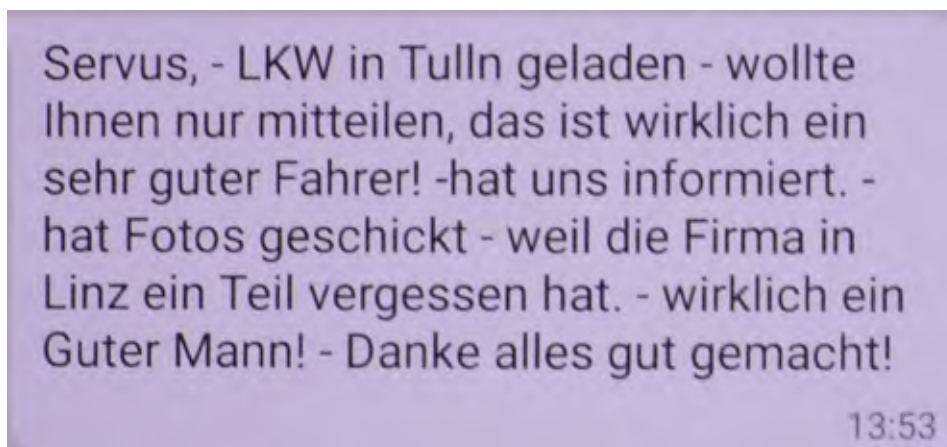 Servus, - LKW in Tulln geladen - wollte
Ihnen nur mitteilen, das ist wirklich ein
sehr guter Fahrer! -hat uns informiert. -
hat Fotos geschickt - weil die Firma in
Linz ein Teil vergessen hat. - wirklich ein
Guter Mann! - Danke alles gut gemacht!
13:53